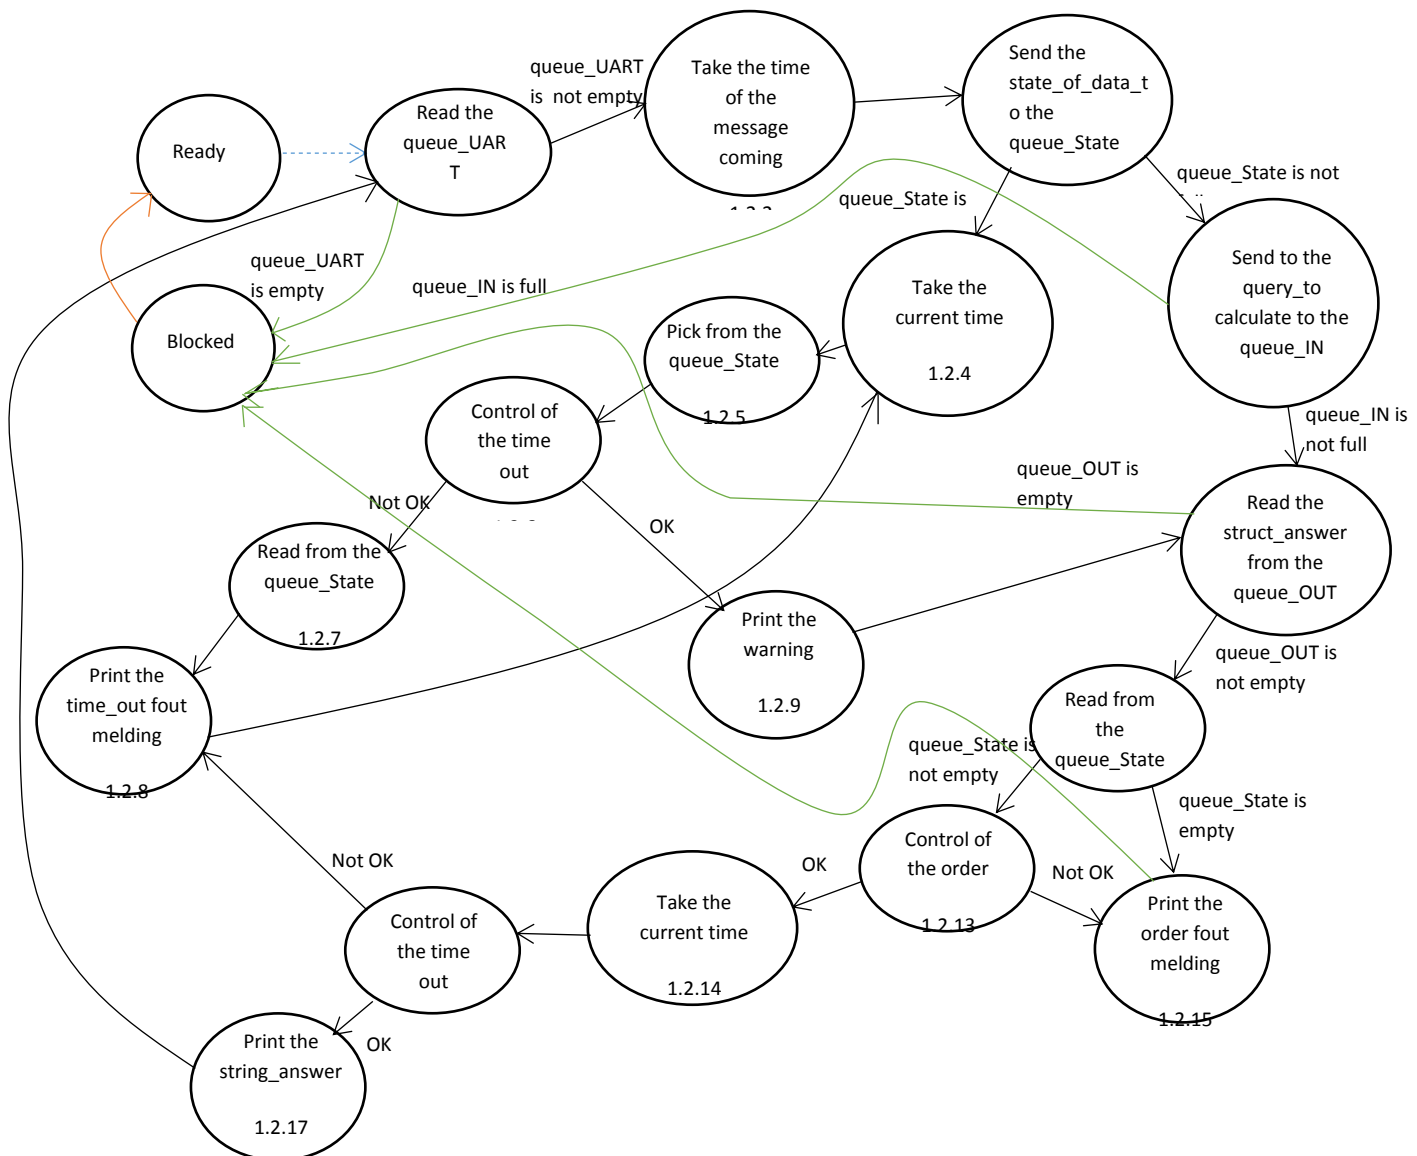 queue_UART
is  not empty
Take the time
of the
message
coming
Send the
state_of_data_t
o the
queue_State
Read the
queue_UAR
T
Ready
queue_State is not
queue_State is
queue_UART
is empty
queue_IN is full
Send to the
query_to
calculate to the
queue_IN
Take the
current time
1.2.4
Blocked
Pick from the
queue_State
1.2.5
Control of
the time
out
queue_IN is
not full
queue_OUT is
empty
Not OK
OK
Read the
struct_answer
from the
queue_OUT
Read from the
queue_State
1.2.7
Print the
warning
1.2.9
queue_OUT is
not empty
Print the
time_out fout
melding
1.2.8
Read from
the
queue_State
queue_State is
not empty
queue_State is
empty
Control of
the order
1.2.13
OK
Not OK
Not OK
Take the
current time
1.2.14
Print the
order fout
melding
1.2.15
Control of
the time
out
OK
Print the
string_answer
1.2.17